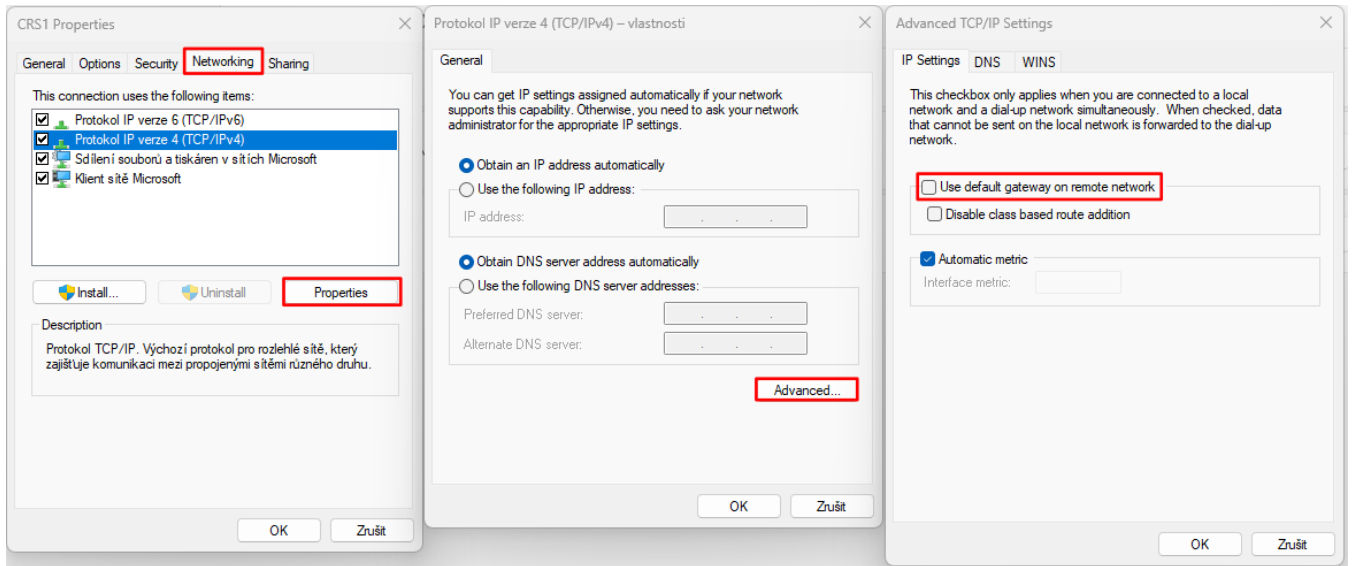 CRS1 Properties
General Options Security Networking Sharing
This connection uses the following items:
Protokol IP verze 6 (TCP/IPv6)
Protokol IP verze 4 (TCP/IPv4)
Sdílení souborů a tiskáren v sítích Microsoft
Klient sítě Microsoft
Install... Uninstall Properties
Description
Protokol TCP/IP. Výchozí protokol pro rozlehlé sítě, který
zajišťuje komunikaci mezi propojenými sítěmi různého druhu.
OK Zrušit
Protokol IP verze 4 (TCP/IPv4) – vlastnosti
General
You can get IP settings assigned automatically if your network
supports this capability. Otherwise, you need to ask your network
administrator for the appropriate IP settings.
Obtain an IP address automatically
Use the following IP address:
IP address:
Obtain DNS server address automatically
Use the following DNS server addresses:
Preferred DNS server:
Alternate DNS server:
Advanced...
OK Zrušit
Advanced TCP/IP Settings
IP Settings DNS WINS
This checkbox only applies when you are connected to a local
network and a dial-up network simultaneously. When checked, data
that cannot be sent on the local network is forwarded to the dial-up
network.
Use default gateway on remote network
Disable class based route addition
Automatic metric
Interface metric:
OK Zrušit